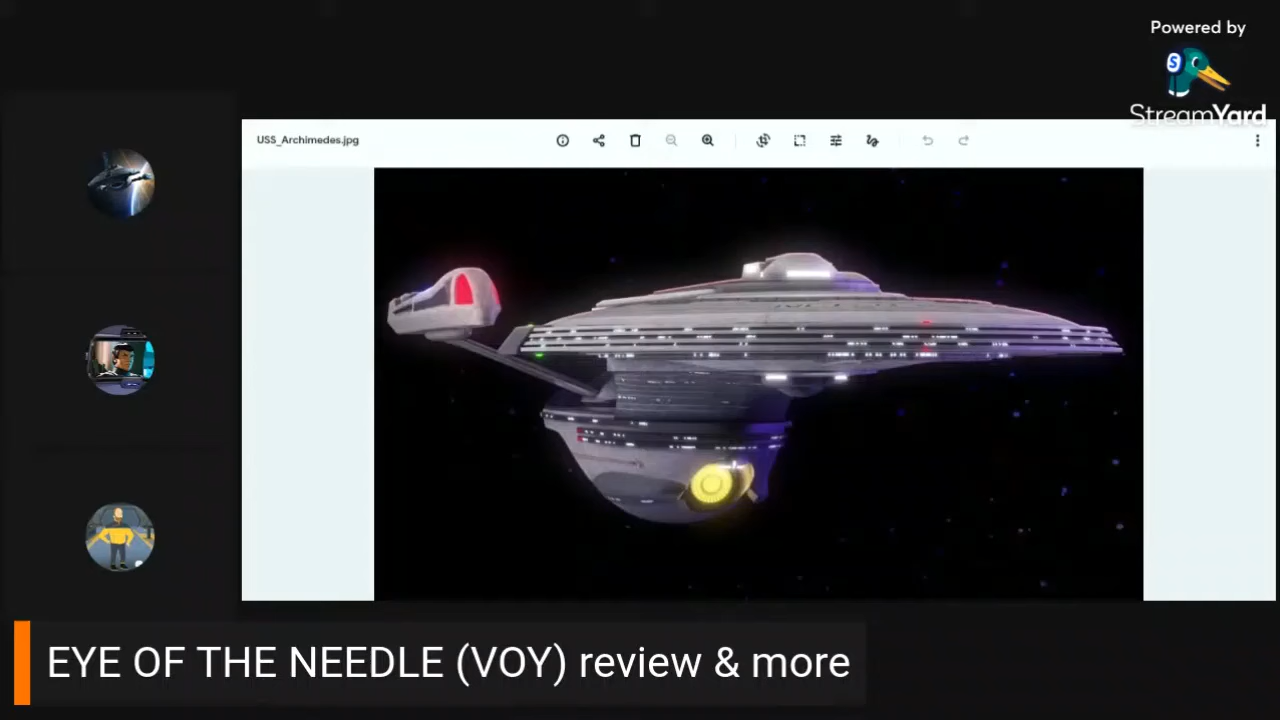 Powered by
S
StreamYard
USS_Archimedes.jpg
EYE OF THE NEEDLE (VOY) review & more